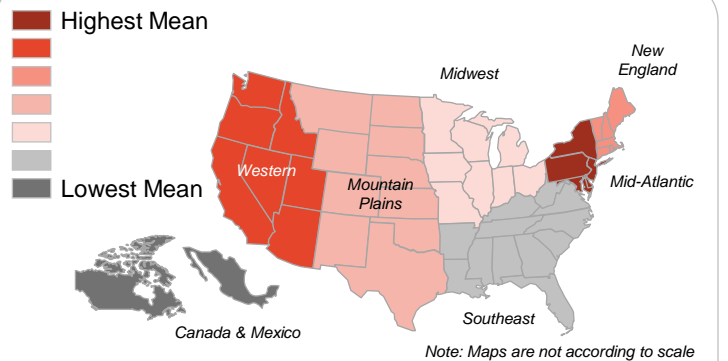 Highest Mean
Lowest Mean
New
England
Midwest
Western
Mountain
Plains
Mid-Atlantic
Southeast
Canada & Mexico
Note: Maps are not according to scale